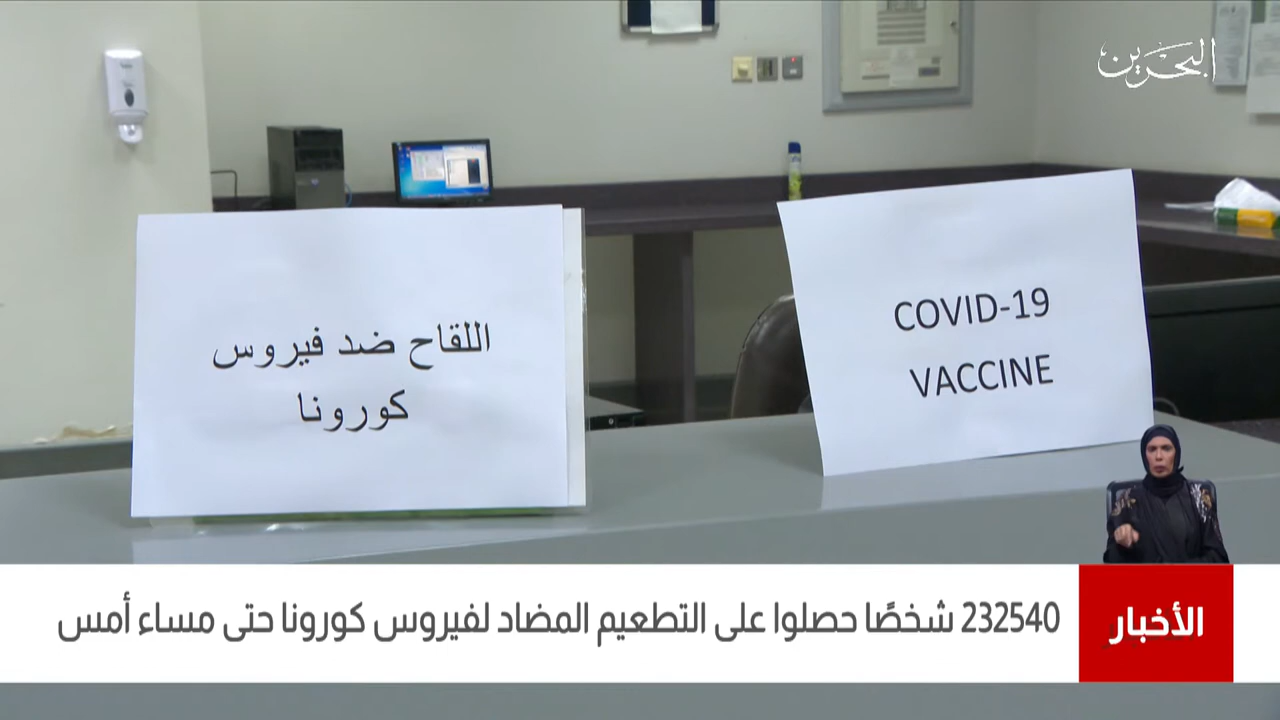 البحرين
اللقاح ضد فيروس
كورونا
COVID-19
VACCINE
الأخبار
232540 شخصًا حصلوا على التطعيم المضاد لفيروس كورونا حتى مساء أمس